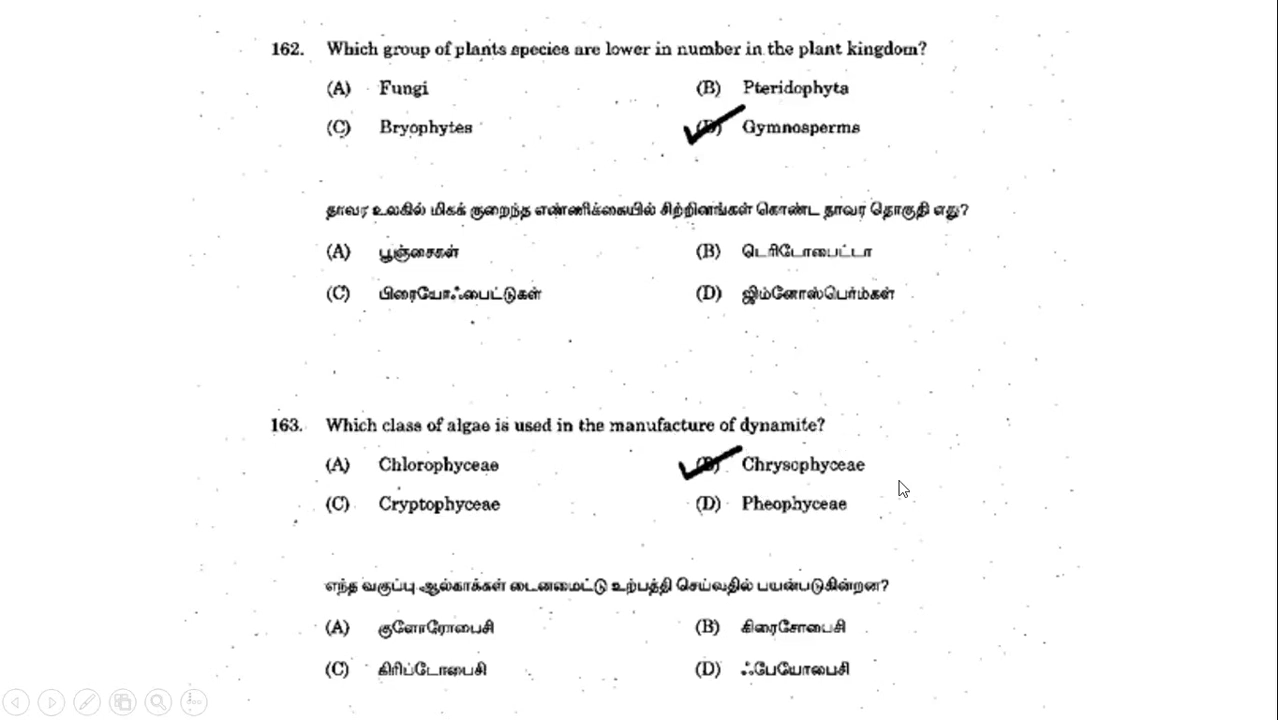 162. Which group of plants species are lower in number in the plant kingdom?
(A) Fungi (B) Pteridophyta
(C) Bryophytes (D) Gymnosperms
தாவர உலகில் மிகக் குறைந்த எண்ணிக்கையில் சிற்றினங்கள் கொண்ட தாவர தொகுதி எது?
(A) பூஞ்சைகள் (B) டெரிடோபைட்டா
(C) பிரையோஃபைட்டுகள் (D) ஜிம்னோஸ்பெர்ம்கள்
163. Which class of algae is used in the manufacture of dynamite?
(A) Chlorophyceae (B) Chrysophyceae
(C) Cryptophyceae (D) Pheophyceae
எந்த வகுப்பு ஆல்காக்கள் டைனமைட்டு உற்பத்தி செய்வதில் பயன்படுகின்றன?
(A) குளோரோபைசி (B) கிரைசோபைசி
(C) கிரிப்டோபைசி (D) ஃபேயோபைசி